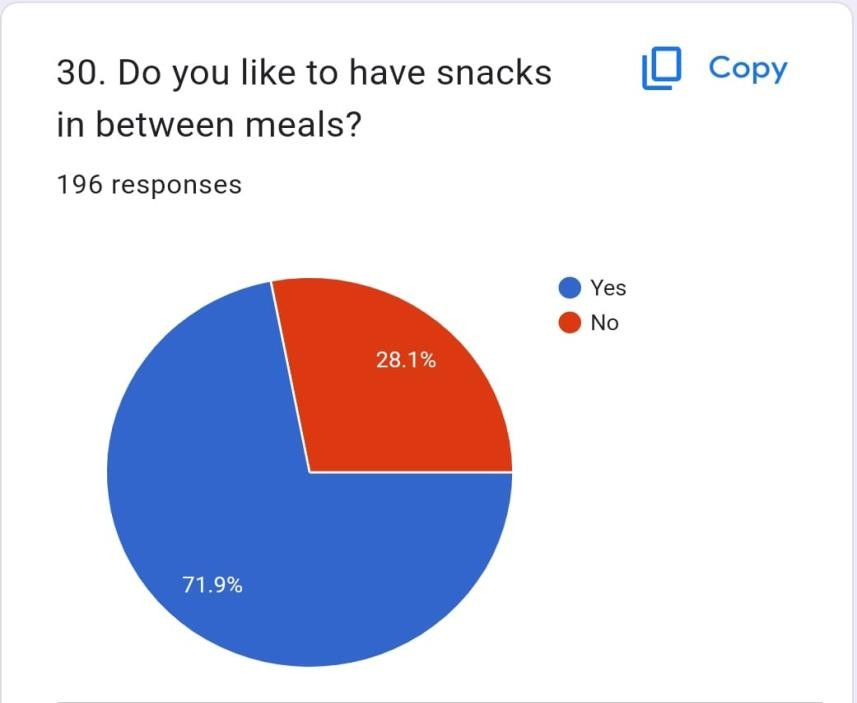 30. Do you like to have snacks
in between meals?
Copy
196 responses
Yes
No
28.1%
71.9%